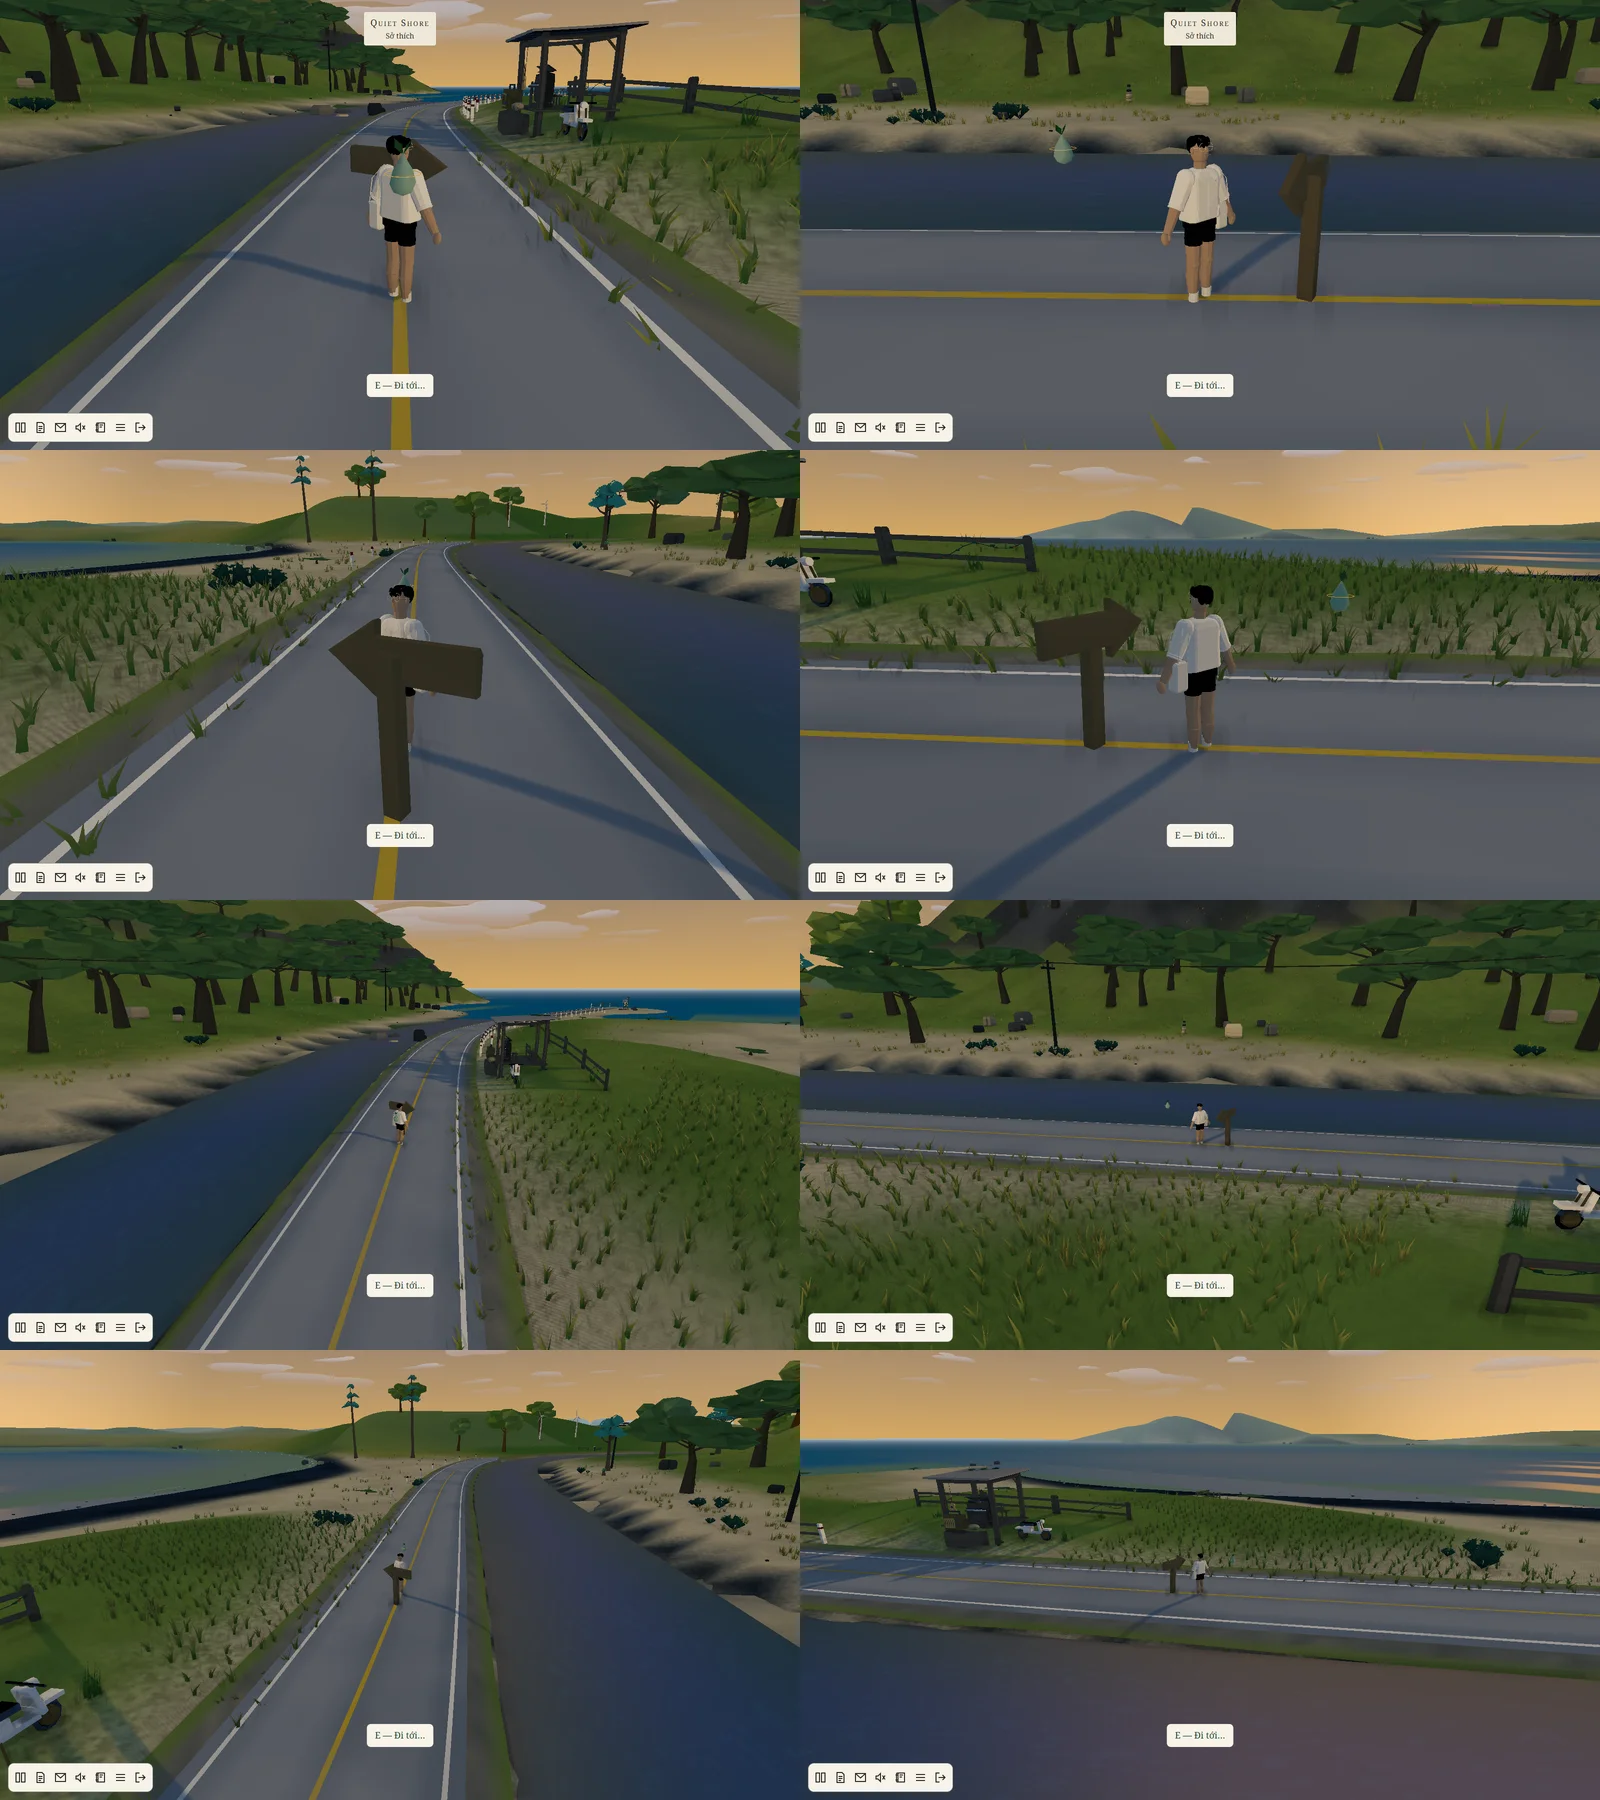 Quiet Shore
Sở thích
Quiet Shore
Sở thích
E — Đi tới...
E — Đi tới...
E — Đi tới...
E — Đi tới...
E — Đi tới...
E — Đi tới...
E — Đi tới...
E — Đi tới...